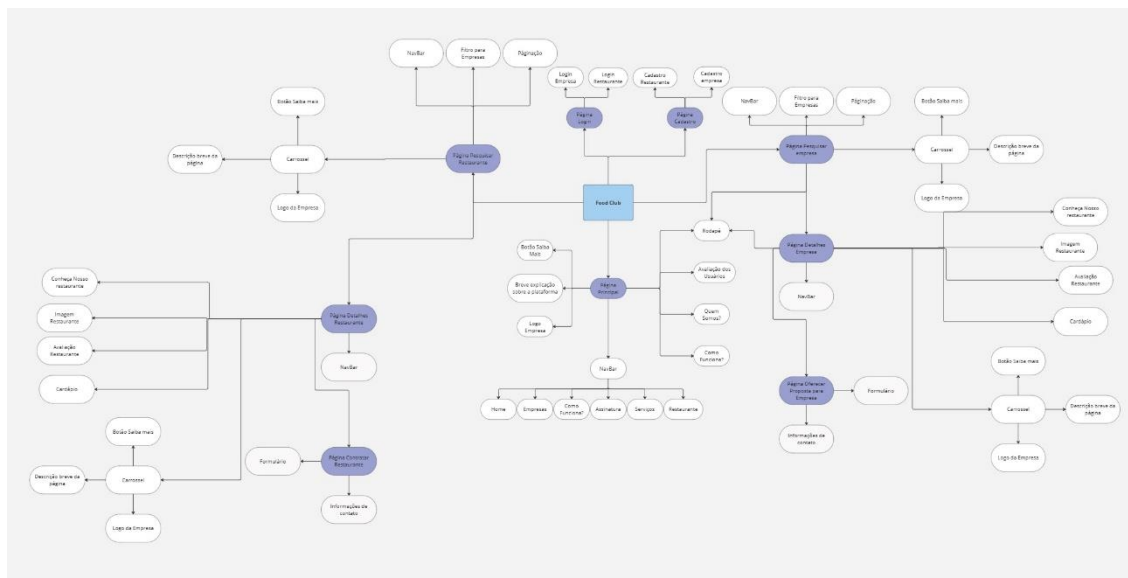 NavBar
Filtro para
Empresas
Páginação
Login
Empresa
Login
Restaurante
Cadastro
Restaurante
Cadastro
empresa
Página
Login
Página
Cadastro
NavBar
Filtro para
Empresas
Páginação
Botão Saiba mais
Descrição breve da
página
Carrossel
Logo da Empresa
Página Pesquisar
Restaurante
Página Pesquisar
empresa
Botão Saiba mais
Carrossel
Descrição breve da
página
Logo da Empresa
Food Club
Rodapé
Página Detalhes
Empresa
NavBar
Conheça Nosso
restaurante
Imagem
Restaurante
Avaliação
Restaurante
Cardápio
Botão Saiba
Mais
Breve explicação
sobre a plataforma
Logo
Empresa
Página
Principal
Avaliação dos
Usuários
Quem
Somos?
Como
Funciona?
NavBar
Home
Empresas
Como
Funciona?
Assinatura
Serviços
Restaurante
Conheça Nosso
restaurante
Imagem
Restaurante
Avaliação
Restaurante
Cardápio
Página Detalhes
Restaurante
NavBar
Página Oferecer
Proposta para
Empresa
Formulário
Informações de
contato
Botão Saiba mais
Carrossel
Descrição breve da
página
Logo da Empresa
Botão Saiba mais
Descrição breve da
página
Carrossel
Logo da Empresa
Formulário
Página Contratar
Restaurante
Informações de
contato